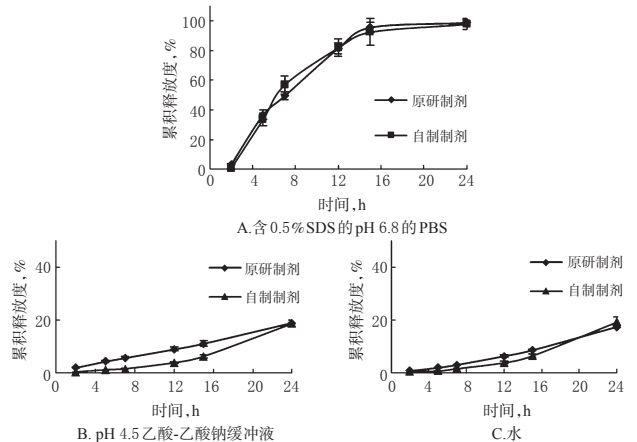 100
80
60
40
20
0
累积释放度, %
原研制剂
自制制剂
0 4 8 12 16 20 24
时间, h
A.含0.5%SDS的pH 6.8的PBS
40
20
0
累积释放度, %
原研制剂
自制制剂
0 4 8 12 16 20 24
时间, h
B. pH 4.5乙酸-乙酸钠缓冲液
40
20
0
累积释放度, %
原研制剂
自制制剂
0 4 8 12 16 20 24
时间, h
C.水